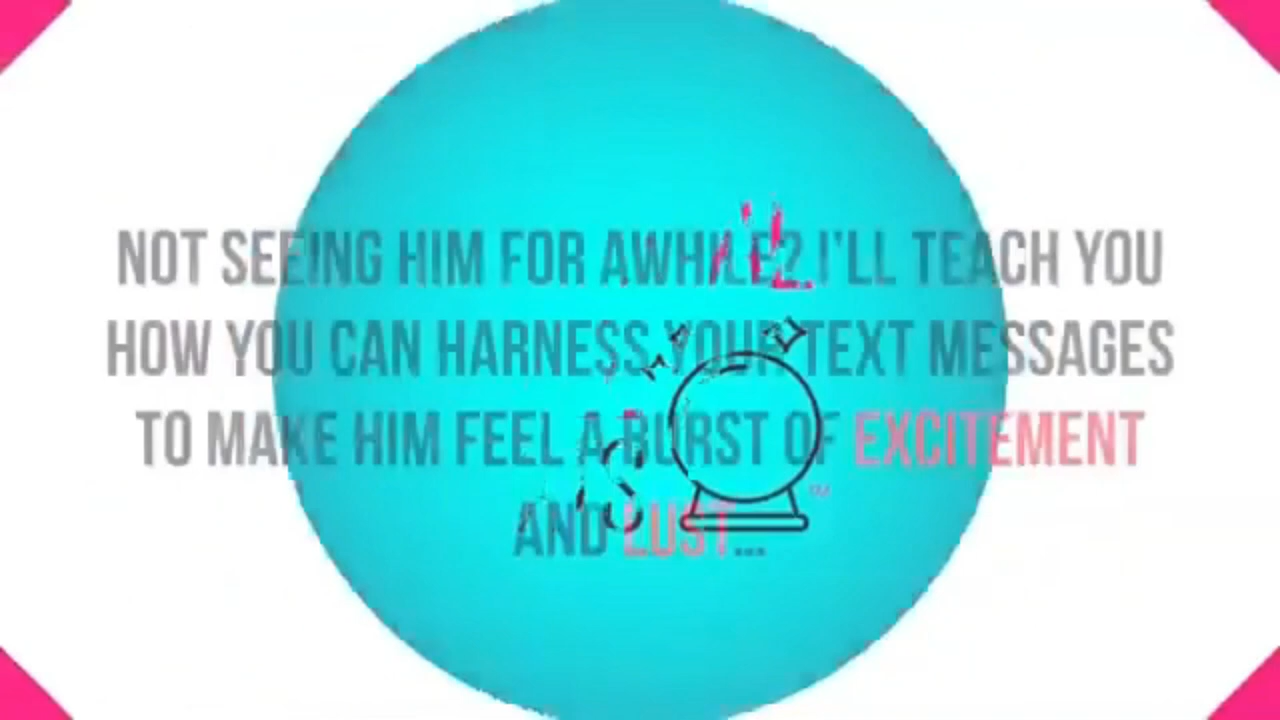 NOT SEEING HIM FOR AWHILE? I'LL TEACH YOU
HOW YOU CAN HARNESS YOUR TEXT MESSAGES
TO MAKE HIM FEEL A BURST OF EXCITEMENT
AND LUST...